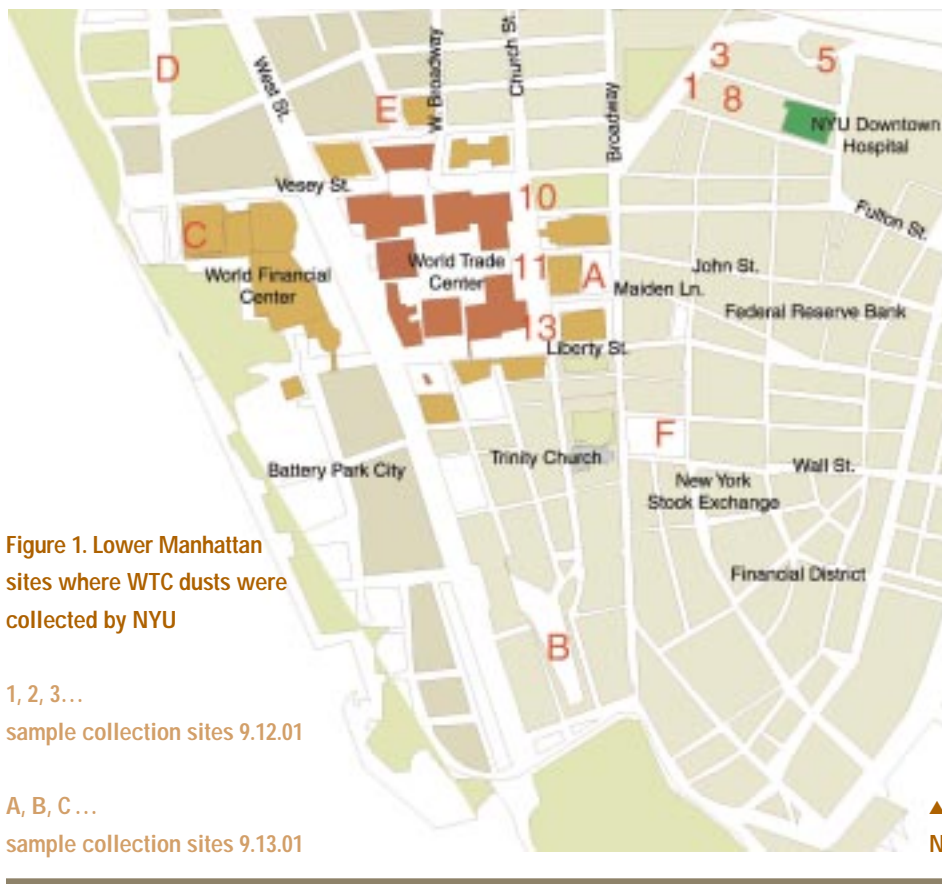 D
West St.
W. Broadway
Church St.
Broadway
3
5
1
8
E
NYU Downtown
Hospital
Vesey St.
10
Fulton St.
C
World Financial
Center
World Trade
Center
11
A
John St.
Maiden Ln.
Federal Reserve Bank
13
Liberty St.
F
Battery Park City
Trinity Church
Wall St.
New York
Stock Exchange
Financial District
B
Figure 1. Lower Manhattan
sites where WTC dusts were
collected by NYU
1, 2, 3…
sample collection sites 9.12.01
A, B, C …
sample collection sites 9.13.01
▲
N